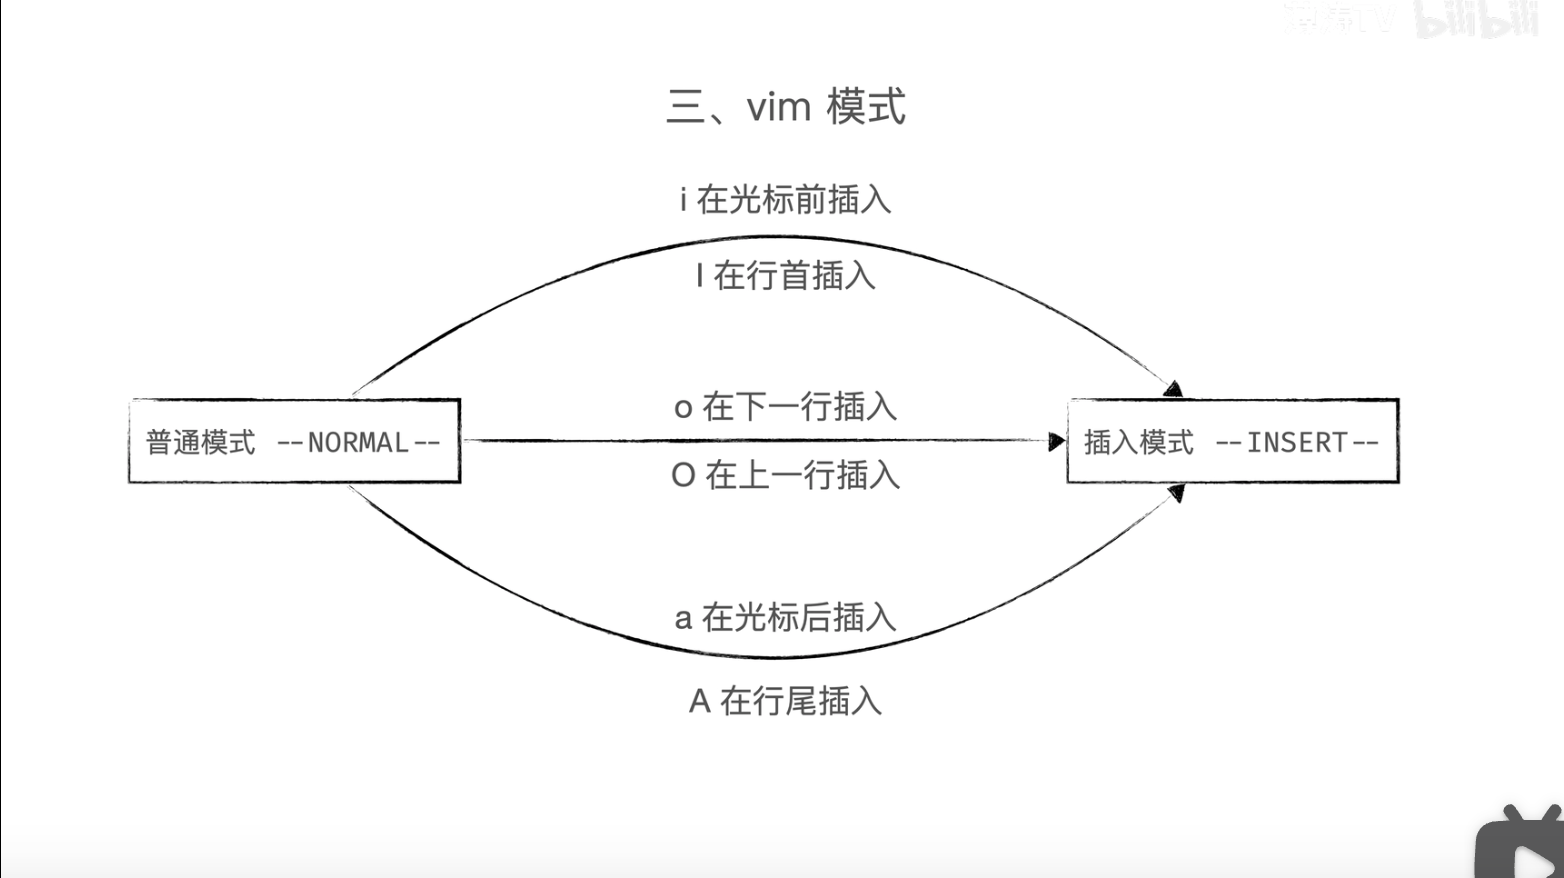 bilibili
三、vim 模式
i 在光标前插入
I 在行首插入
o 在下一行插入
普通模式 --NORMAL--
插入模式 --INSERT--
O 在上一行插入
a 在光标后插入
A 在行尾插入